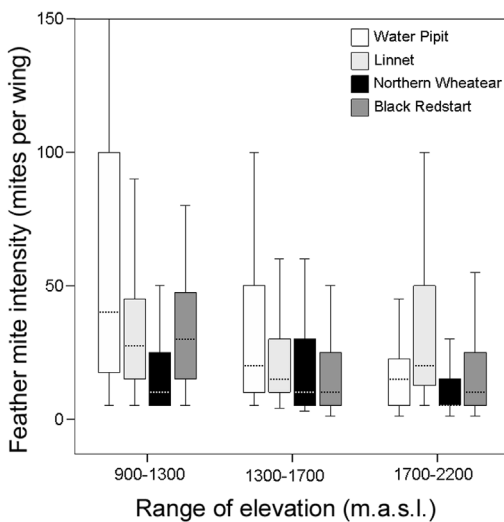 Water Pipit
Linnet
Northern Wheatear
Black Redstart
Feather mite intensity (mites per wing)
150
100
50
0
900-1300
1300-1700
1700-2200
Range of elevation (m.a.s.l.)